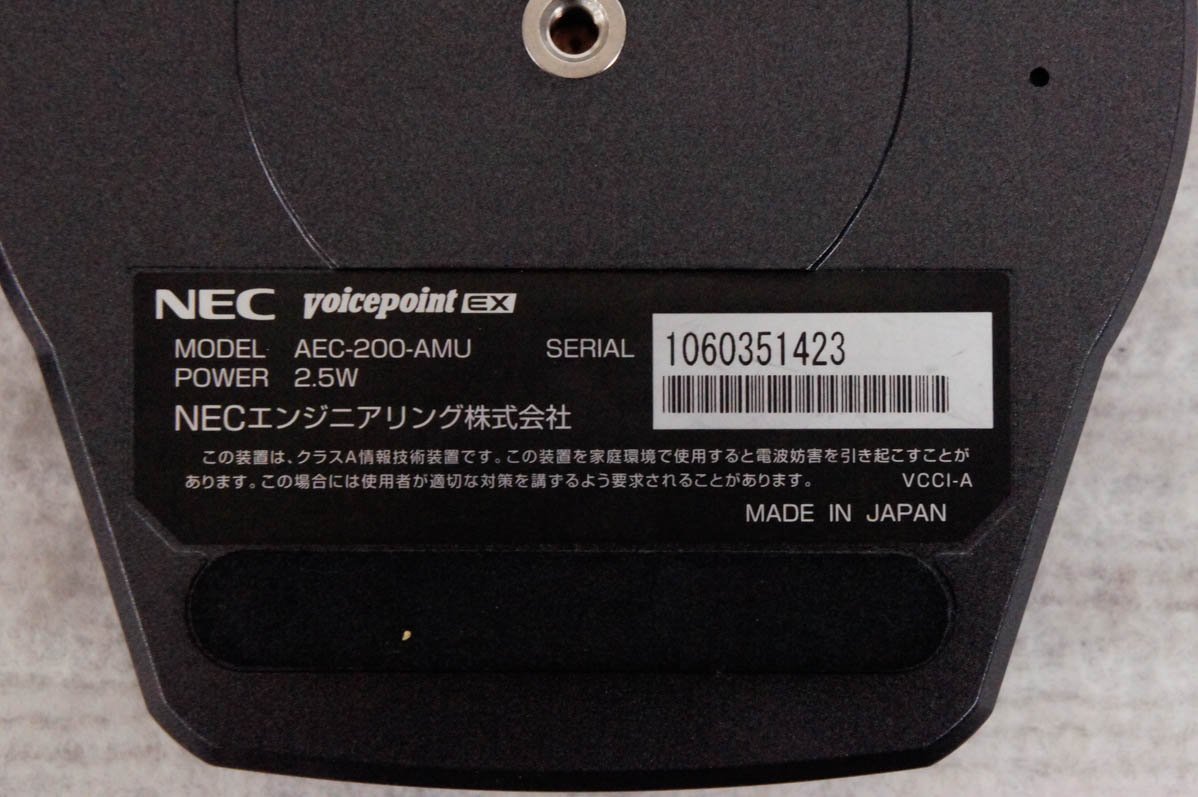 NEC voicepoint EX
MODEL AEC-200-AMU SERIAL 1060351423
POWER 2.5W
NECエンジニアリング株式会社
この装置は、クラスA情報技術装置です。この装置を家庭環境で使用すると電波妨害を引き起こすことが
あります。この場合には使用者が適切な対策を講ずるよう要求されることがあります。 VCCI-A
MADE IN JAPAN